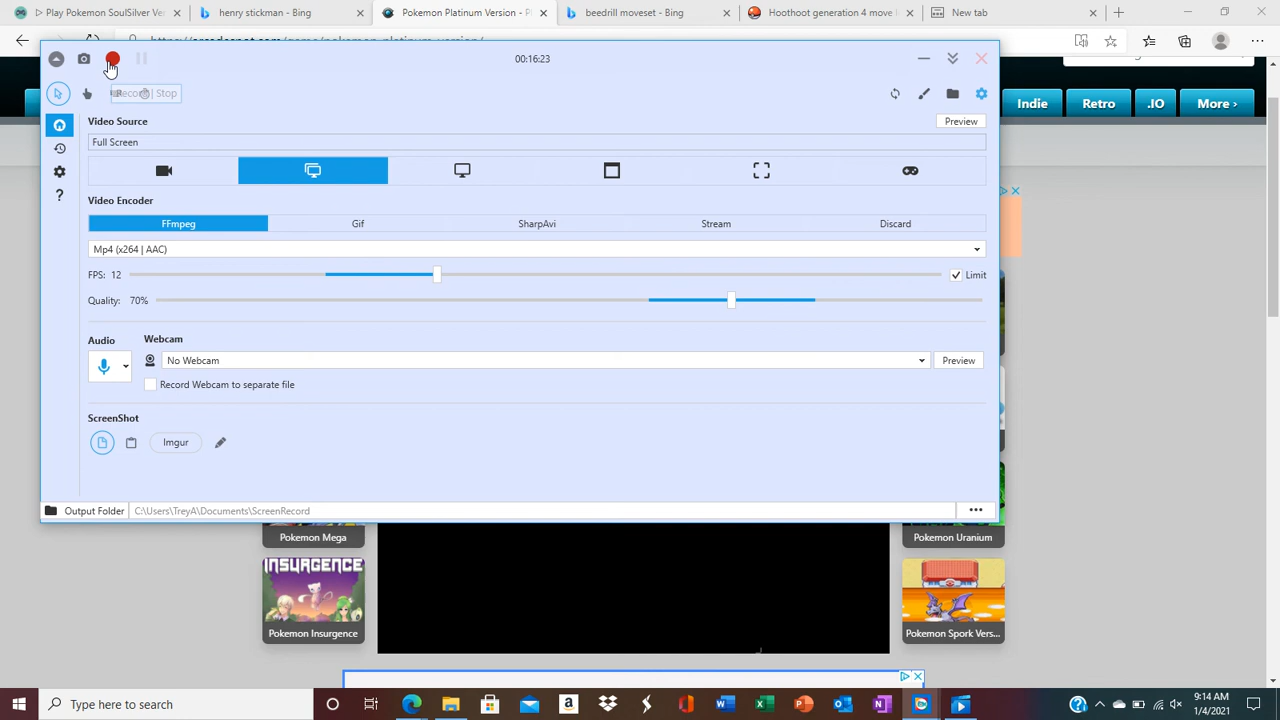 Play Pokemon SoulSilver Versi
henry stickman - Bing
Pokemon Platinum Version - Pl
beedrill moveset - Bing
Hoothoot generation 4 move l
New tab
00:16:23
Record | Stop
Video Source
Preview
Full Screen
Video Encoder
FFmpeg
Gif
SharpAvi
Stream
Discard
Mp4 (x264 | AAC)
FPS: 12
Limit
Quality: 70%
Audio
Webcam
No Webcam
Preview
Record Webcam to separate file
ScreenShot
Imgur
Output Folder
C:\Users\TreyA\Documents\ScreenRecord
Indie
Retro
.IO
More ›
Pokemon Mega
Pokemon Uranium
INSURGENCE
Pokemon Insurgence
Pokemon Spork Vers...
Type here to search
9:14 AM
1/4/2021